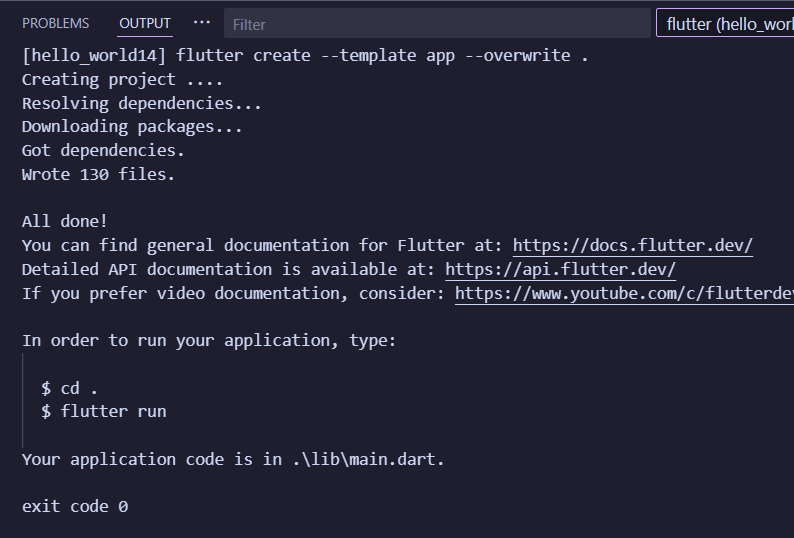 PROBLEMS OUTPUT ... Filter flutter (hello_worl
[hello_world14] flutter create --template app --overwrite .
Creating project ....
Resolving dependencies...
Downloading packages...
Got dependencies.
Wrote 130 files.
All done!
You can find general documentation for Flutter at: https://docs.flutter.dev/
Detailed API documentation is available at: https://api.flutter.dev/
If you prefer video documentation, consider: https://www.youtube.com/c/flutterdev
In order to run your application, type:
$ cd .
$ flutter run
Your application code is in .\lib\main.dart.
exit code 0